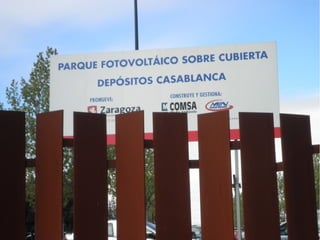 PARQUE FOTOVOLTÁICO SOBRE CUBIERTA
DEPÓSITOS CASABLANCA
PROMUEVE: CONSTRUYE Y GESTIONA:
Zaragoza COMSA